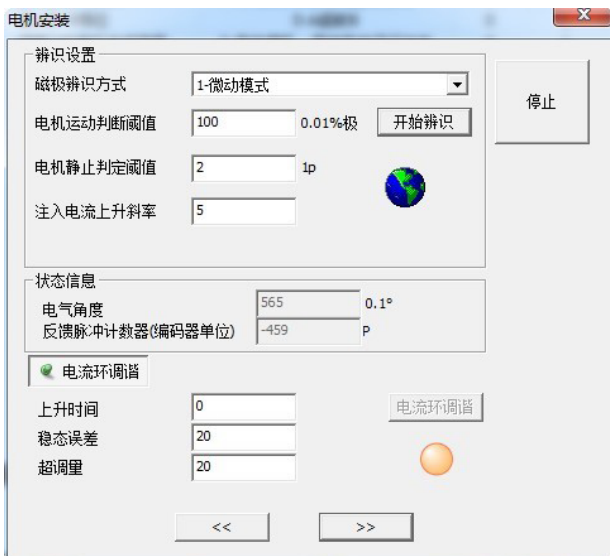 电机安装
辨识设置
磁极辨识方式 1-微动模式
停止
电机运动判断阈值 100 0.01%极 开始辨识
电机静止判定阈值 2 1p
注入电流上升斜率 5
状态信息
电气角度 565 0.1°
反馈脉冲计数器(编码器单位) -459 P
电流环调谐
上升时间 0 电流环调谐
稳态误差 20
超调量 20
<< >>